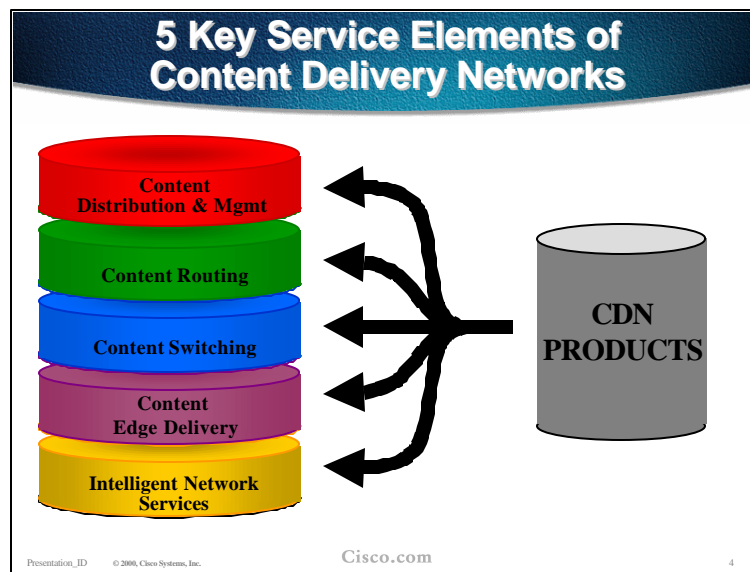 5 Key Service Elements of
Content Delivery Networks
Content
Distribution & Mgmt
Content Routing
Content Switching
Content
Edge Delivery
Intelligent Network
Services
CDN
PRODUCTS
Presentation_ID © 2000, Cisco Systems, Inc. Cisco.com 4